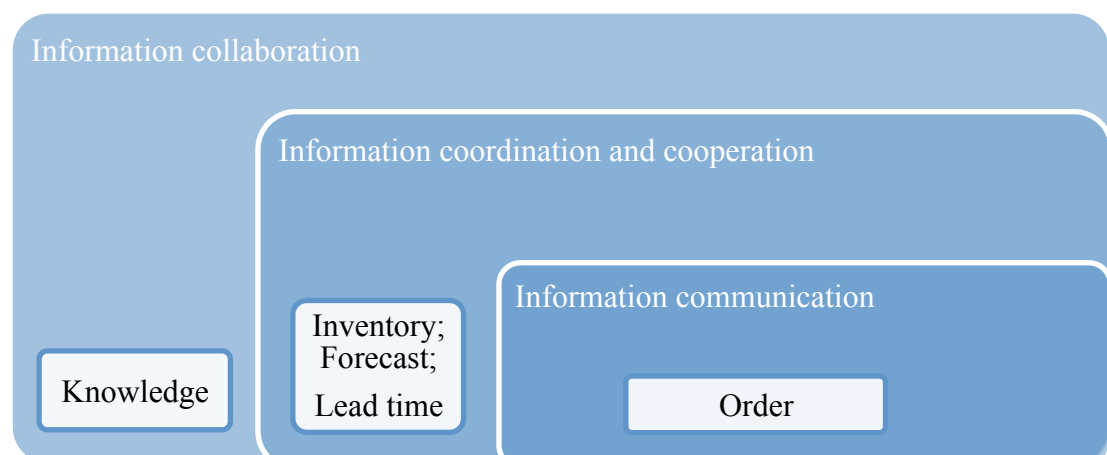 Information collaboration
Information coordination and cooperation
Information communication
Inventory;
Forecast;
Lead time
Knowledge
Order